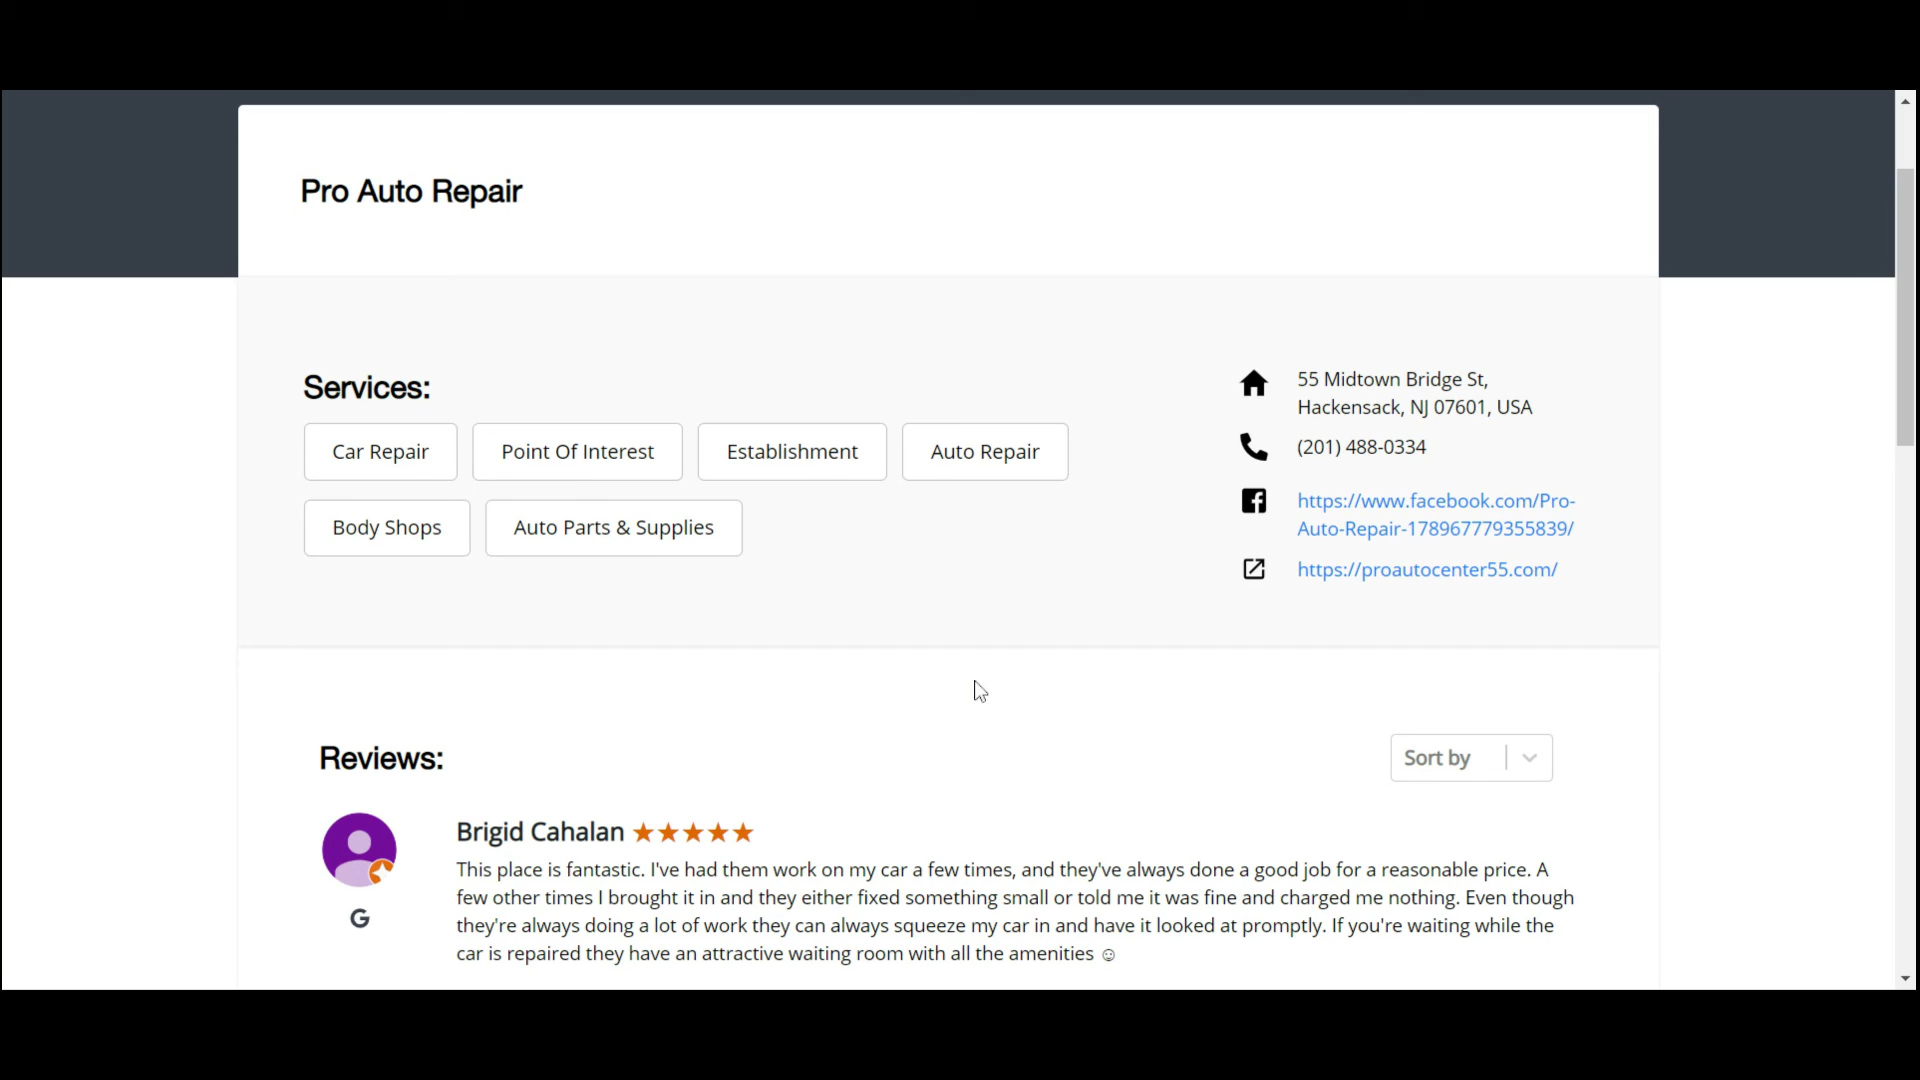 Pro Auto Repair
Services:
Car Repair
Point Of Interest
Establishment
Auto Repair
Body Shops
Auto Parts & Supplies
55 Midtown Bridge St,
Hackensack, NJ 07601, USA
(201) 488-0334
https://www.facebook.com/Pro-
Auto-Repair-178967779355839/
https://proautocenter55.com/
Reviews:
Sort by
Brigid Cahalan ★★★★★
This place is fantastic. I've had them work on my car a few times, and they've always done a good job for a reasonable price. A
few other times I brought it in and they either fixed something small or told me it was fine and charged me nothing. Even though
they're always doing a lot of work they can always squeeze my car in and have it looked at promptly. If you're waiting while the
car is repaired they have an attractive waiting room with all the amenities ☺
G